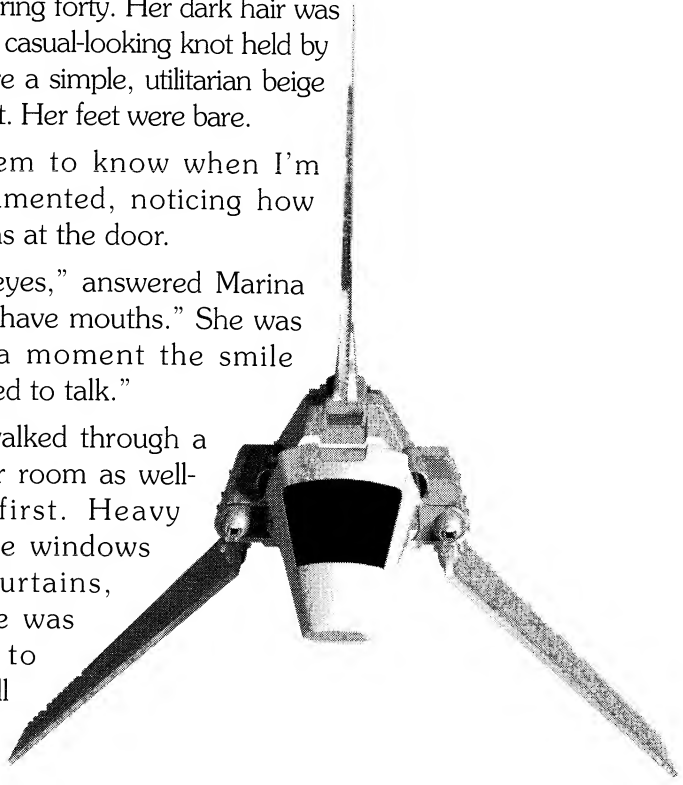 ring forty. Her dark hair was
casual-looking knot held by
e a simple, utilitarian beige
t. Her feet were bare.
em to know when I’m
mented, noticing how
s at the door.
eyes,” answered Marina
have mouths.” She was
a moment the smile
ed to talk.”
walked through a
r room as well-
first. Heavy
e windows
urtains,
e was
to
ll